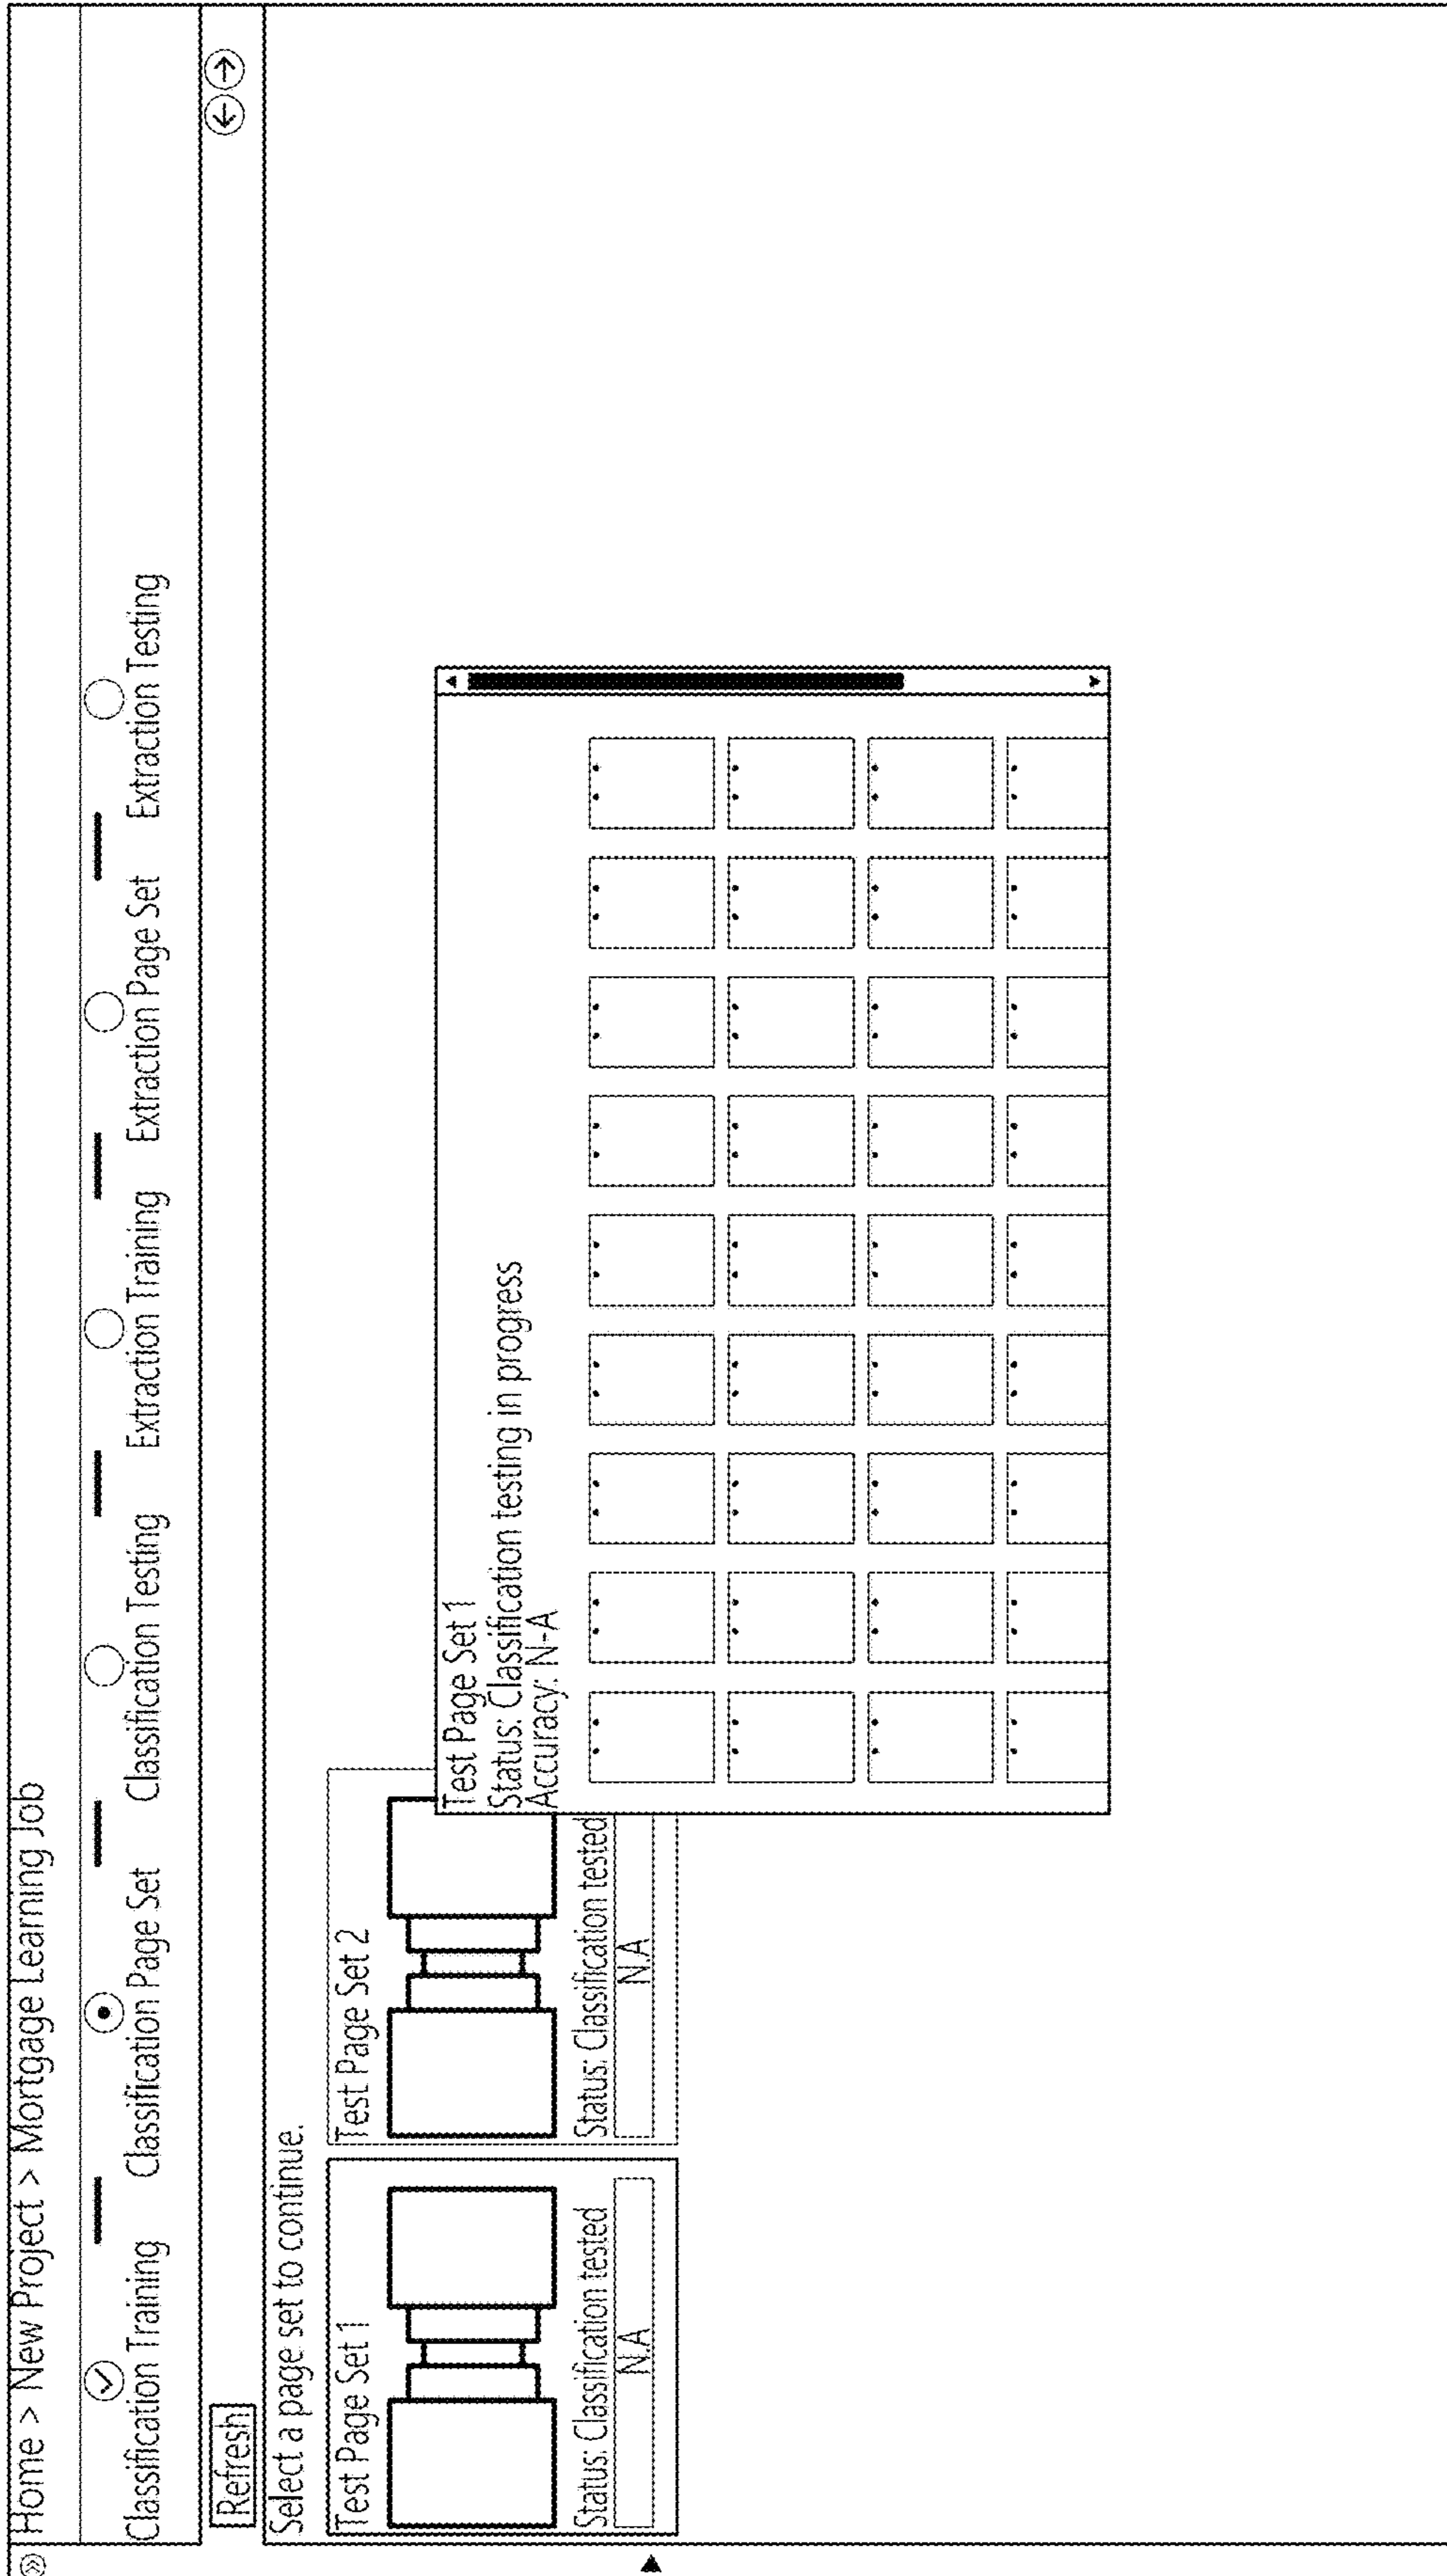 Home > New Project > Mortgage Learning Job
Classification Training Classification Page Set Classification Testing Extraction Training Extraction Page Set Extraction Testing
Refresh
Select a page set to continue.
Test Page Set 1
Status: Classification tested
N.A
Test Page Set 2
Status: Classification tested
N.A
Test Page Set 1
Status: Classification testing in progress
Accuracy: N-A